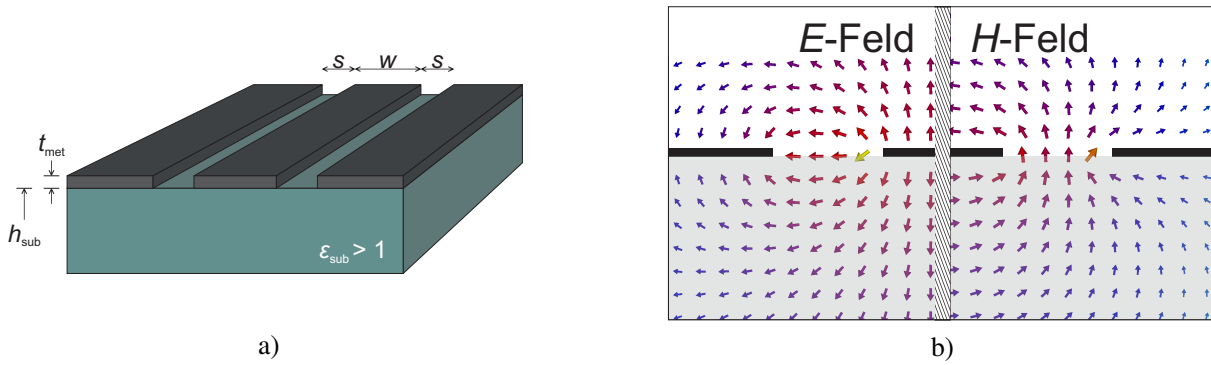 s w s
t_met
h_sub
ε_sub > 1
a)
E-Feld H-Feld
b)